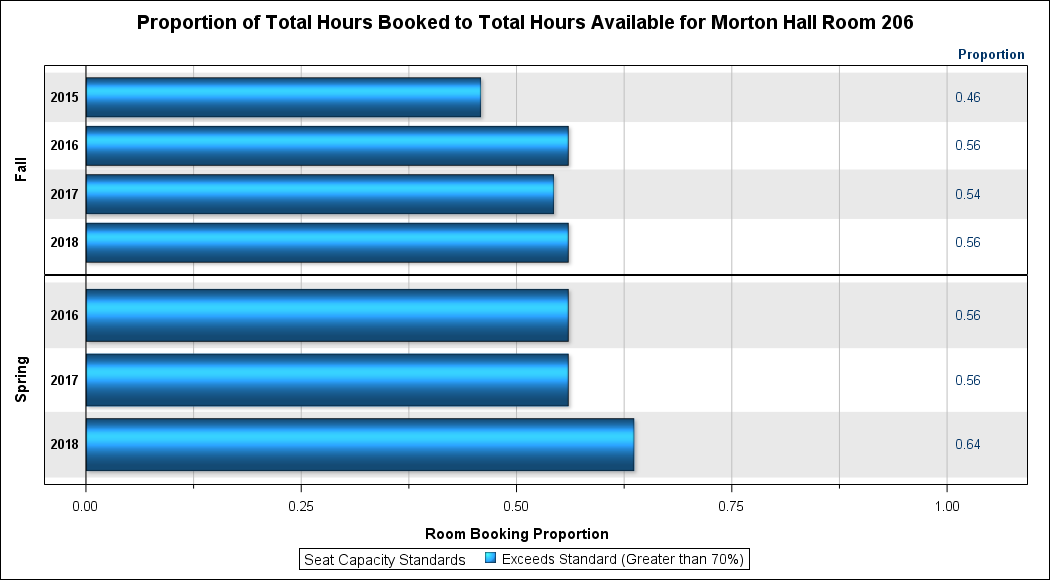 Proportion of Total Hours Booked to Total Hours Available for Morton Hall Room 206
Proportion
Fall
2015 0.46
2016 0.56
2017 0.54
2018 0.56
Spring
2016 0.56
2017 0.56
2018 0.64
0.00 0.25 0.50 0.75 1.00
Room Booking Proportion
Seat Capacity Standards Exceeds Standard (Greater than 70%)